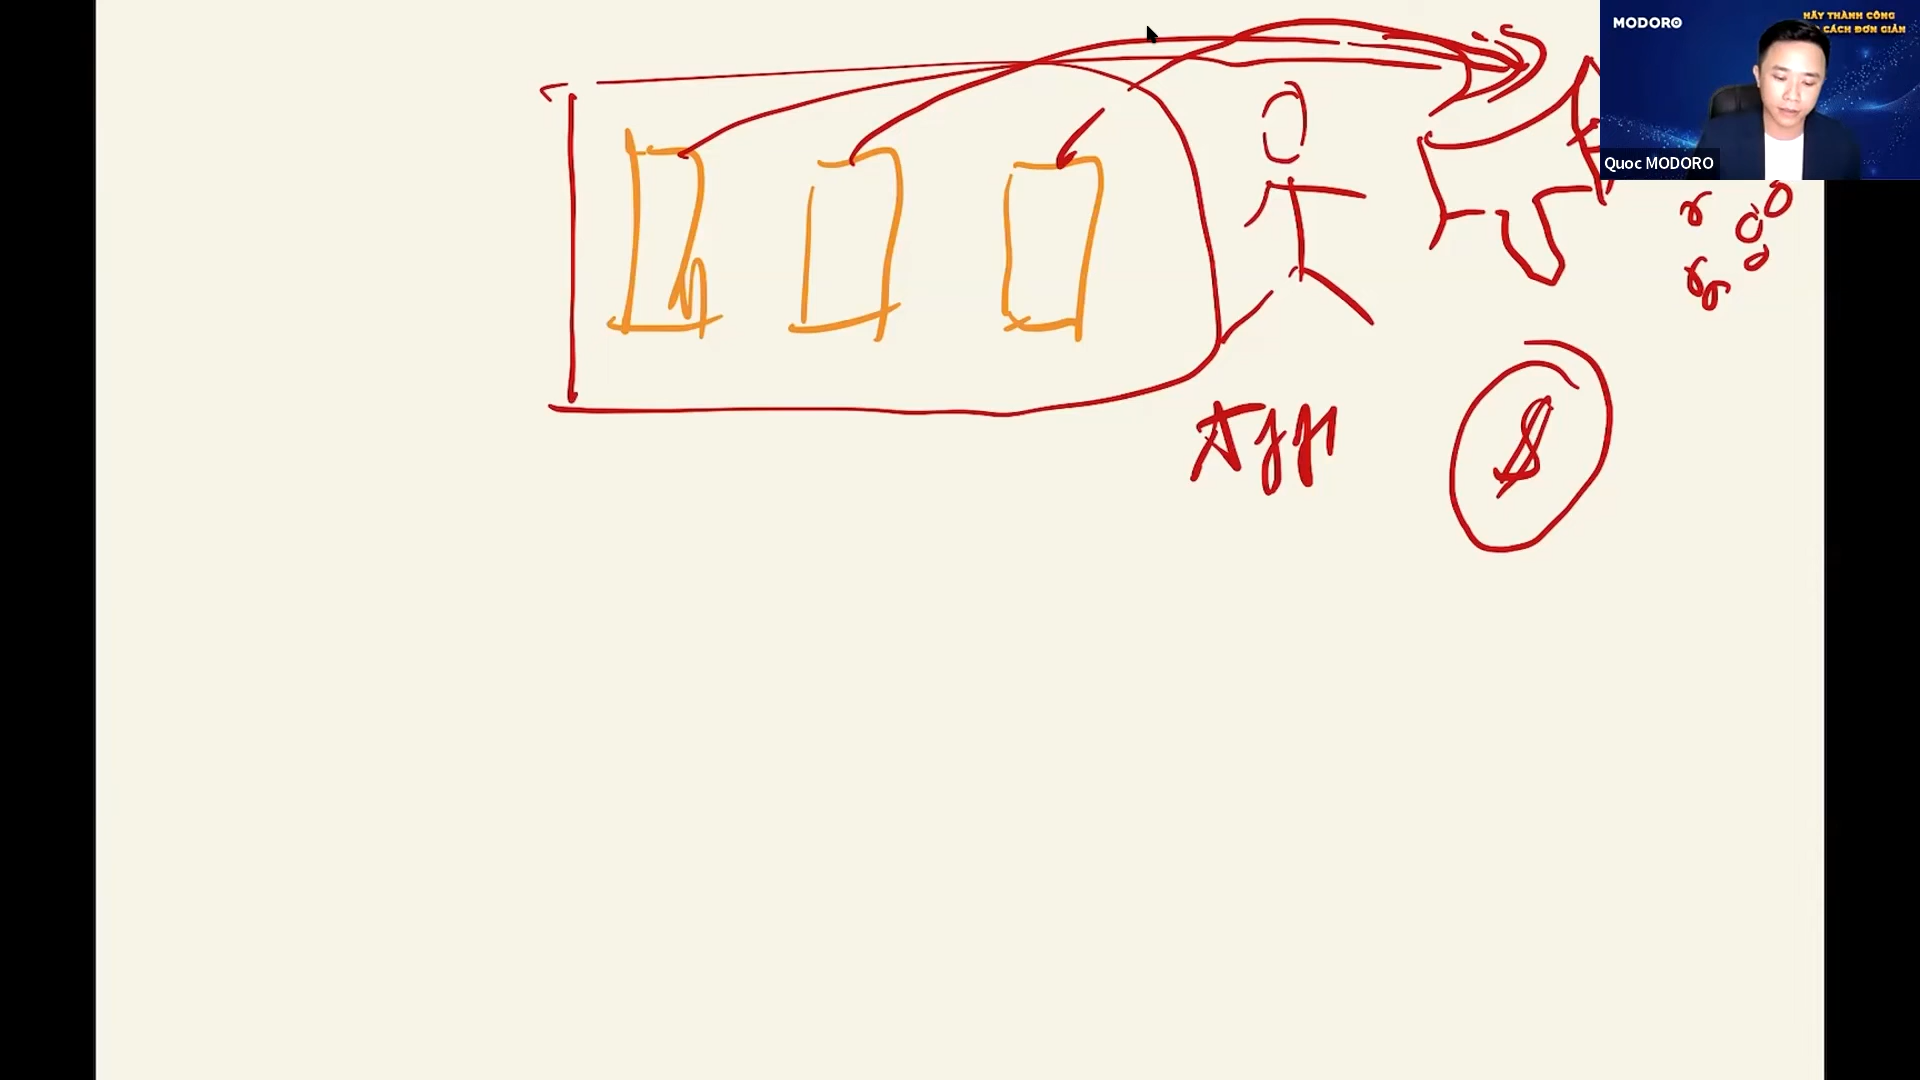 MODORO
HÃY THÀNH CÔNG
CÁCH ĐƠN GIẢN
Quoc MODORO
$